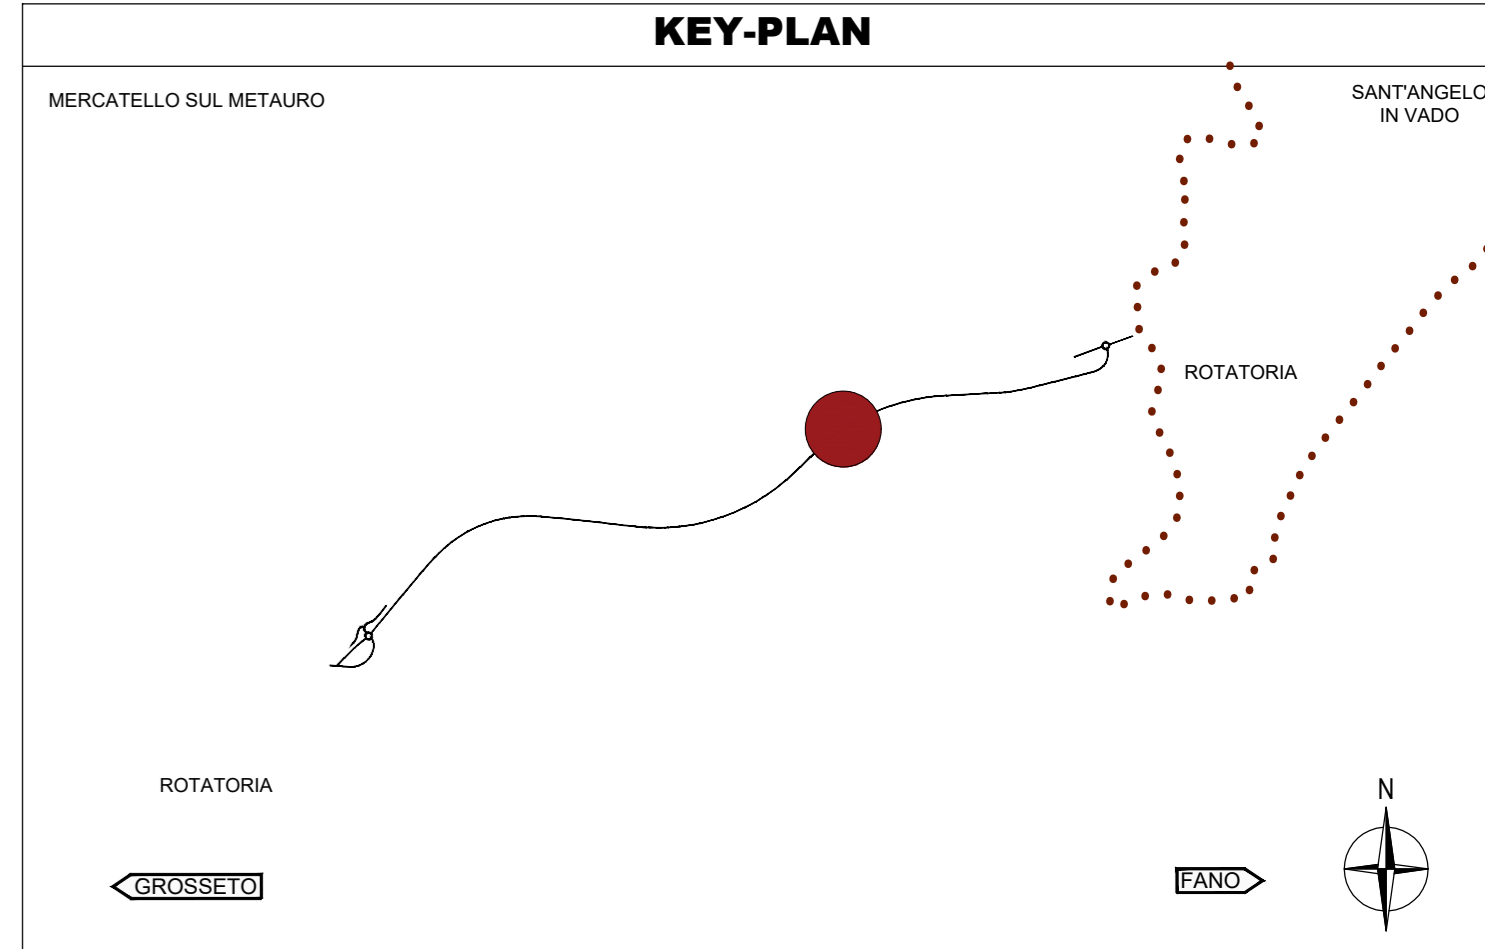 KEY-PLAN
MERCATELLO SUL METAURO
SANT'ANGELO
IN VADO
ROTATORIA
ROTATORIA
N
GROSSETO
FANO